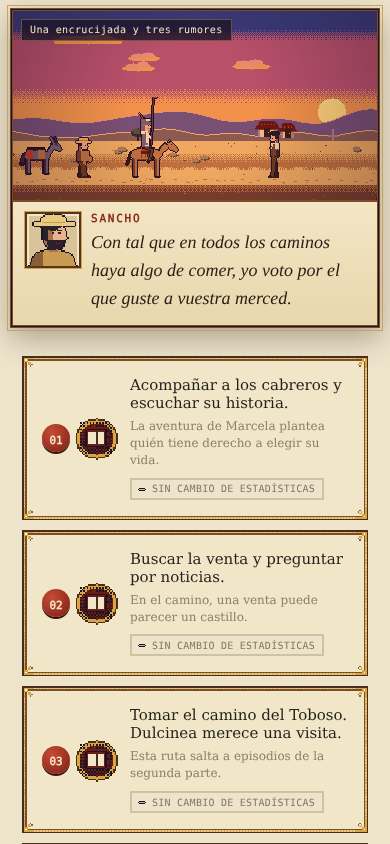 Una encrucijada y tres rumores
SANCHO
Con tal que en todos los caminos
haya algo de comer, yo voto por el
que guste a vuestra merced.
01
Acompañar a los cabreros y
escuchar su historia.
La aventura de Marcela plantea
quién tiene derecho a elegir su
vida.
SIN CAMBIO DE ESTADÍSTICAS
02
Buscar la venta y preguntar
por noticias.
En el camino, una venta puede
parecer un castillo.
SIN CAMBIO DE ESTADÍSTICAS
03
Tomar el camino del Toboso.
Dulcinea merece una visita.
Esta ruta salta a episodios de la
segunda parte.
SIN CAMBIO DE ESTADÍSTICAS